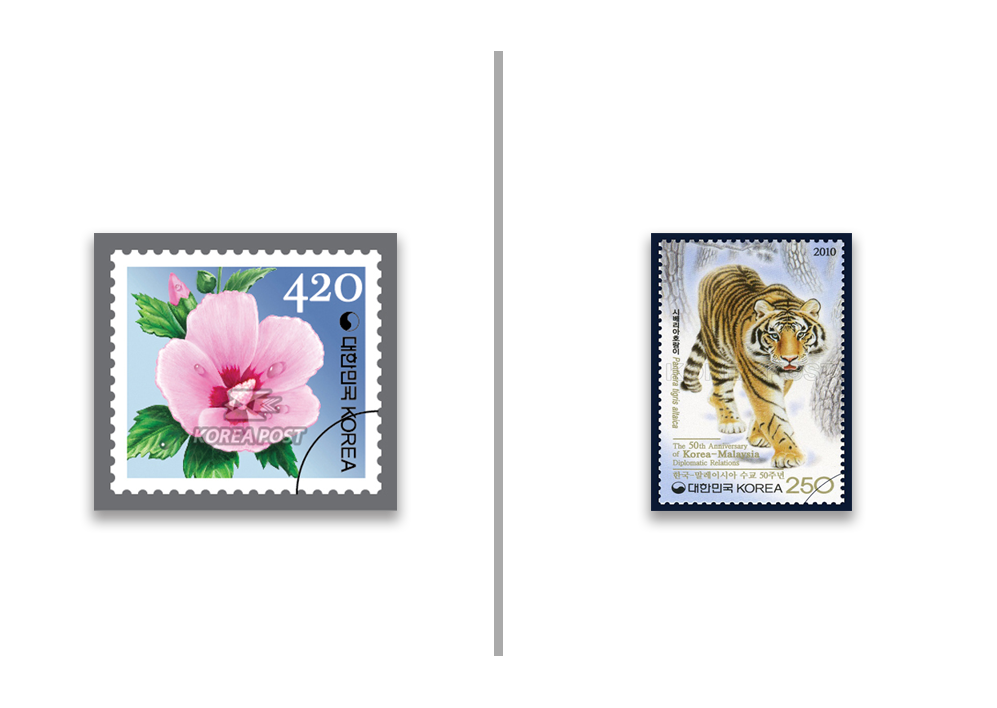 420
대한민국 KOREA
KOREA POST
2010
시베리아호랑이 Panthera tigris altaica
The 50th Anniversary
of Korea–Malaysia
Diplomatic Relations
한국-말레이시아 수교 50주년
대한민국 KOREA 250